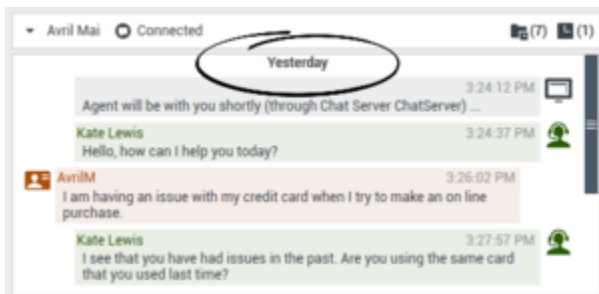 Avril Mai Connected (7) (1)
Yesterday
3:24:12 PM
Agent will be with you shortly (through Chat Server ChatServer) ...
Kate Lewis 3:24:37 PM
Hello, how can I help you today?
AvrilM 3:26:02 PM
I am having an issue with my credit card when I try to make an on line
purchase.
Kate Lewis 3:27:57 PM
I see that you have had issues in the past. Are you using the same card
that you used last time?